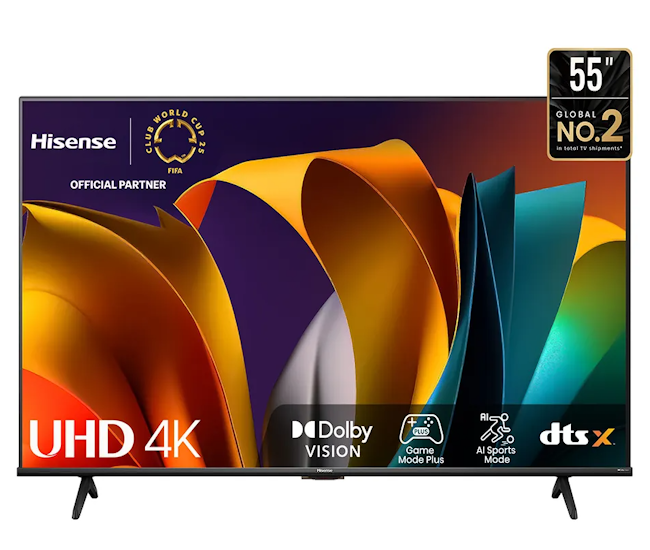 55"
GLOBAL
NO.2
in total TV shipments*
Hisense
CLUB WORLD CUP 25
FIFA
OFFICIAL PARTNER
UHD 4K
Dolby
VISION
PLUS
Game
Mode Plus
AI
AI Sports
Mode
dts X
Hisense